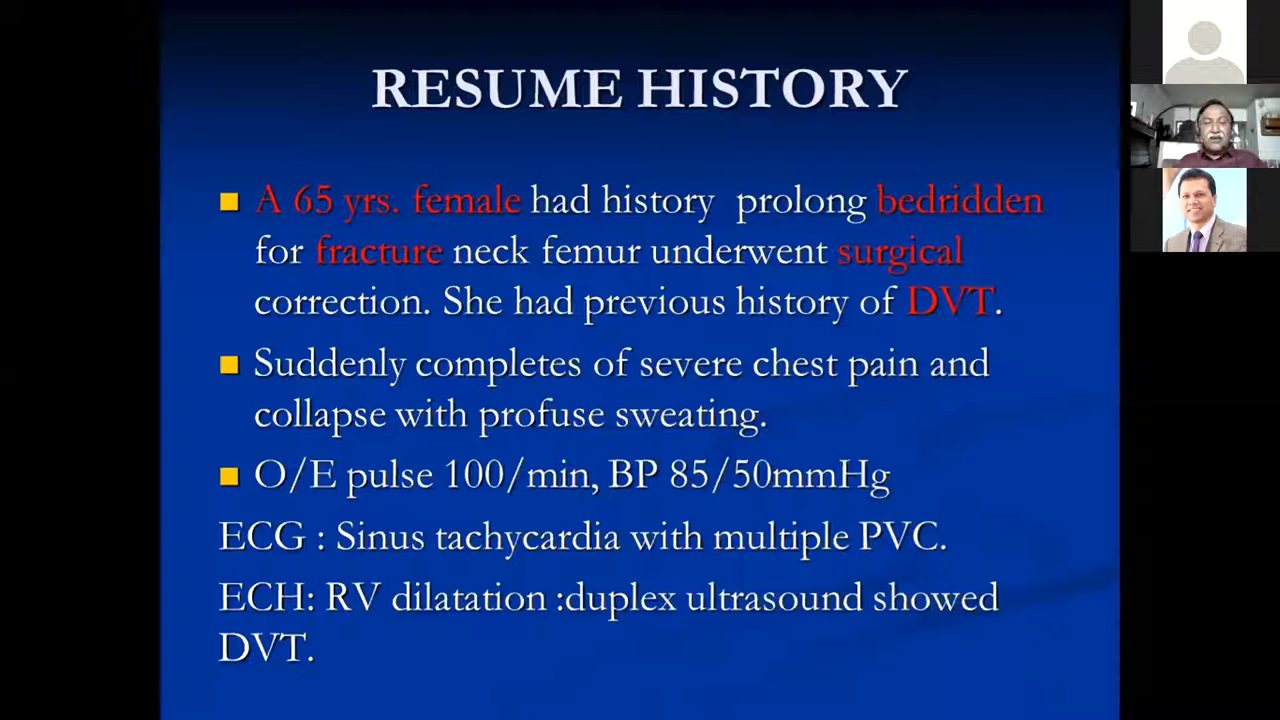 RESUME HISTORY
A 65 yrs. female had history prolong bedridden
for fracture neck femur underwent surgical
correction. She had previous history of DVT.
Suddenly completes of severe chest pain and
collapse with profuse sweating.
O/E pulse 100/min, BP 85/50mmHg
ECG : Sinus tachycardia with multiple PVC.
ECH: RV dilatation :duplex ultrasound showed
DVT.